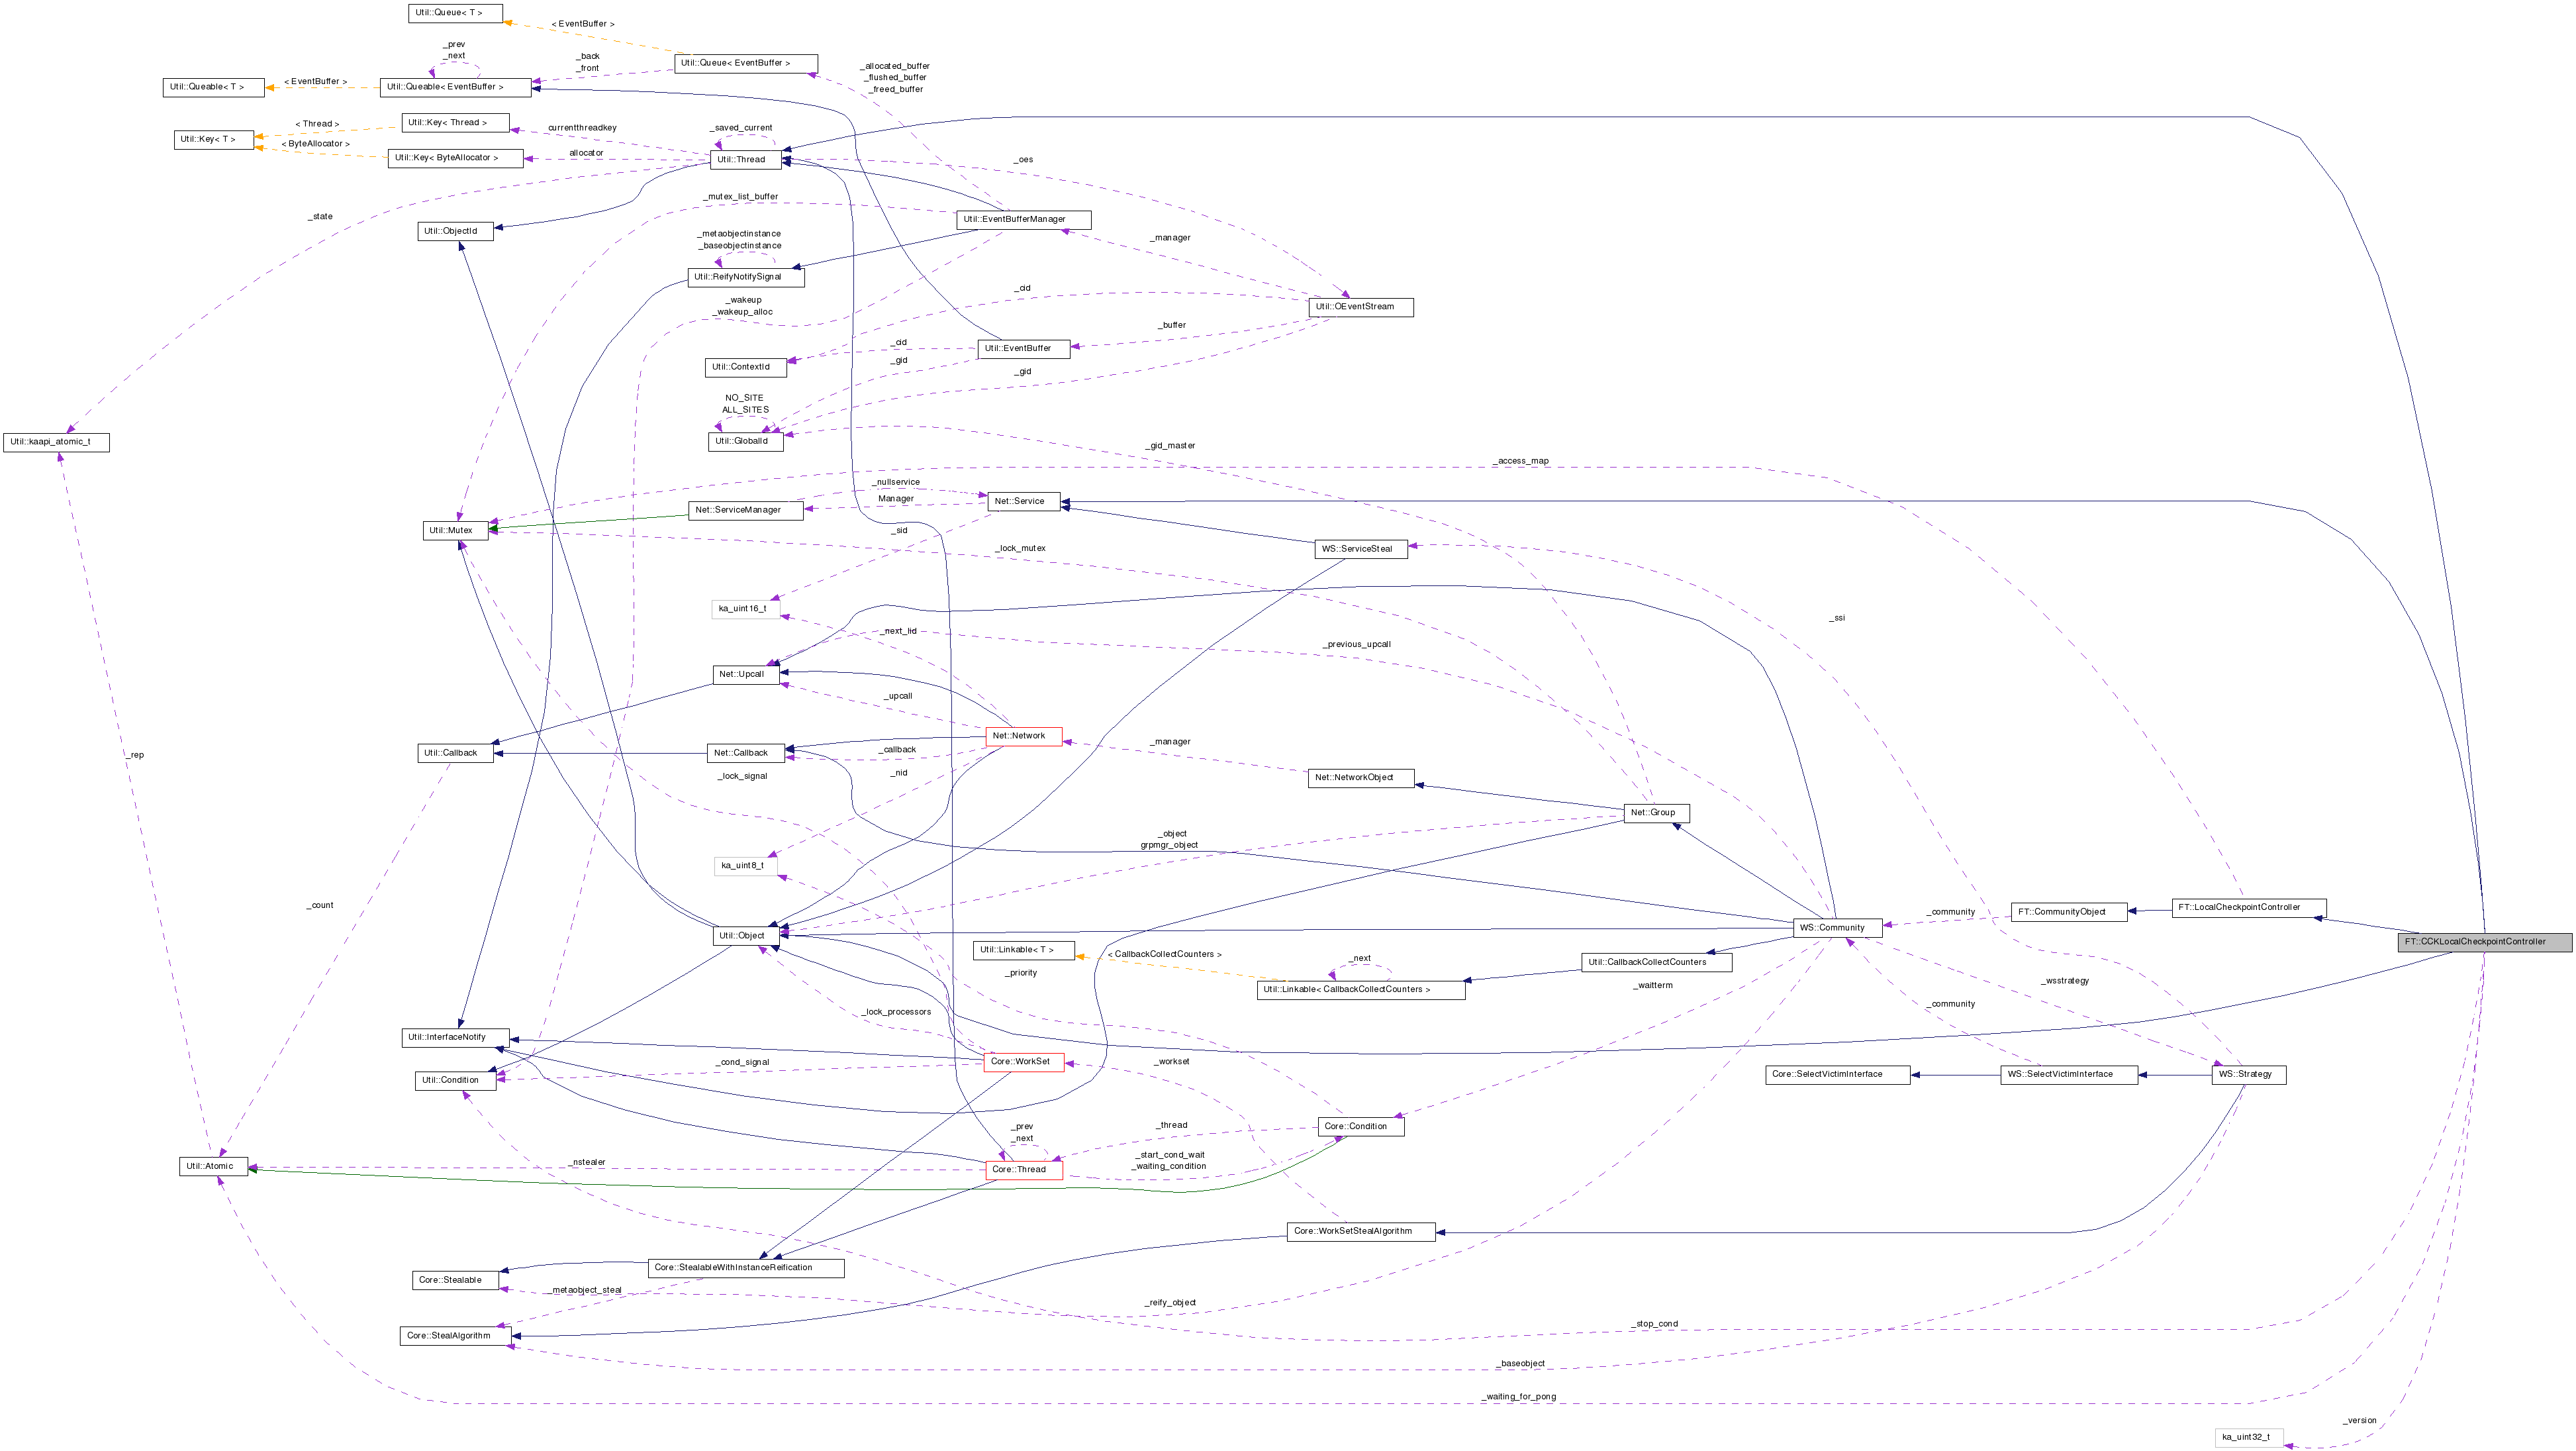 Util::Queue< T >
< EventBuffer >
_prev
_next
_back
_front
Util::Queue< EventBuffer >
_allocated_buffer
_flushed_buffer
_freed_buffer
Util::Queable< T >
< EventBuffer >
Util::Queable< EventBuffer >
Util::Key< T >
< Thread >
< ByteAllocator >
Util::Key< Thread >
Util::Key< ByteAllocator >
currentthreadkey
allocator
_saved_current
Util::Thread
_oes
_state
_mutex_list_buffer
Util::ObjectId
Util::EventBufferManager
_metaobjectinstance
_baseobjectinstance
_manager
Util::ReifyNotifySignal
_wakeup
_wakeup_alloc
_cid
Util::OEventStream
_buffer
_cid
Util::EventBuffer
_gid
Util::ContextId
_gid
NO_SITE
ALL_SITES
Util::GlobalId
Util::kaapi_atomic_t
_gid_master
_access_map
_nullservice
Manager
Net::Service
Net::ServiceManager
Util::Mutex
_sid
_lock_mutex
WS::ServiceSteal
ka_uint16_t
_ssi
_next_lid
_previous_upcall
Net::Upcall
_upcall
Net::Network
_manager
Util::Callback
Net::Callback
_callback
_rep
_lock_signal
_nid
Net::NetworkObject
Net::Group
_object
grpmgr_object
ka_uint8_t
_count
Util::Object
_community
FT::CommunityObject
FT::LocalCheckpointController
WS::Community
FT::CCKLocalCheckpointController
Util::Linkable< T >
< CallbackCollectCounters >
_next
Util::CallbackCollectCounters
_priority
Util::Linkable< CallbackCollectCounters >
_waitterm
_wsstrategy
_lock_processors
_community
Util::InterfaceNotify
_cond_signal
Core::WorkSet
_workset
Util::Condition
Core::SelectVictimInterface
WS::SelectVictimInterface
WS::Strategy
_prev
_next
_thread
Core::Condition
_start_cond_wait
_waiting_condition
Util::Atomic
_nstealer
Core::Thread
Core::WorkSetStealAlgorithm
Core::StealableWithInstanceReification
Core::Stealable
_metaobject_steal
_reify_object
Core::StealAlgorithm
_stop_cond
_baseobject
_waiting_for_pong
_version
ka_uint32_t